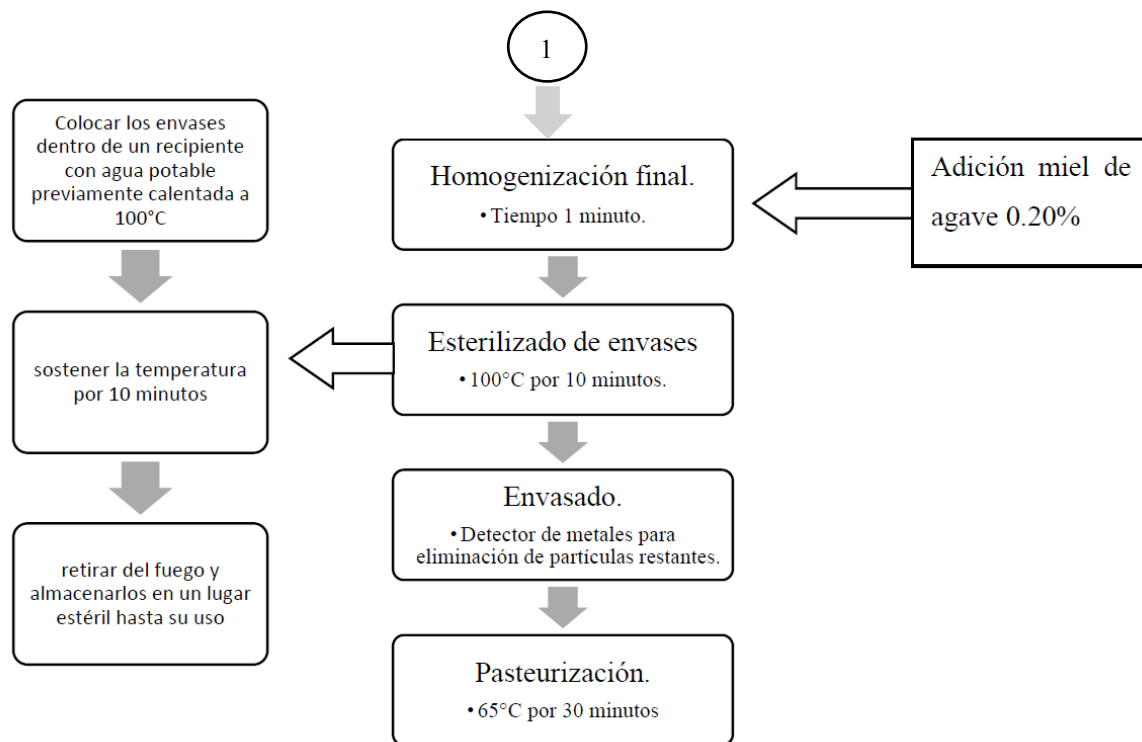 1
Colocar los envases
dentro de un recipiente
con agua potable
previamente calentada a
100°C
sostener la temperatura
por 10 minutos
retirar del fuego y
almacenarlos en un lugar
estéril hasta su uso
Homogenización final.
• Tiempo 1 minuto.
Esterilizado de envases
• 100°C por 10 minutos.
Envasado.
• Detector de metales para
eliminación de partículas restantes.
Pasteurización.
• 65°C por 30 minutos
Adición miel de
agave 0.20%